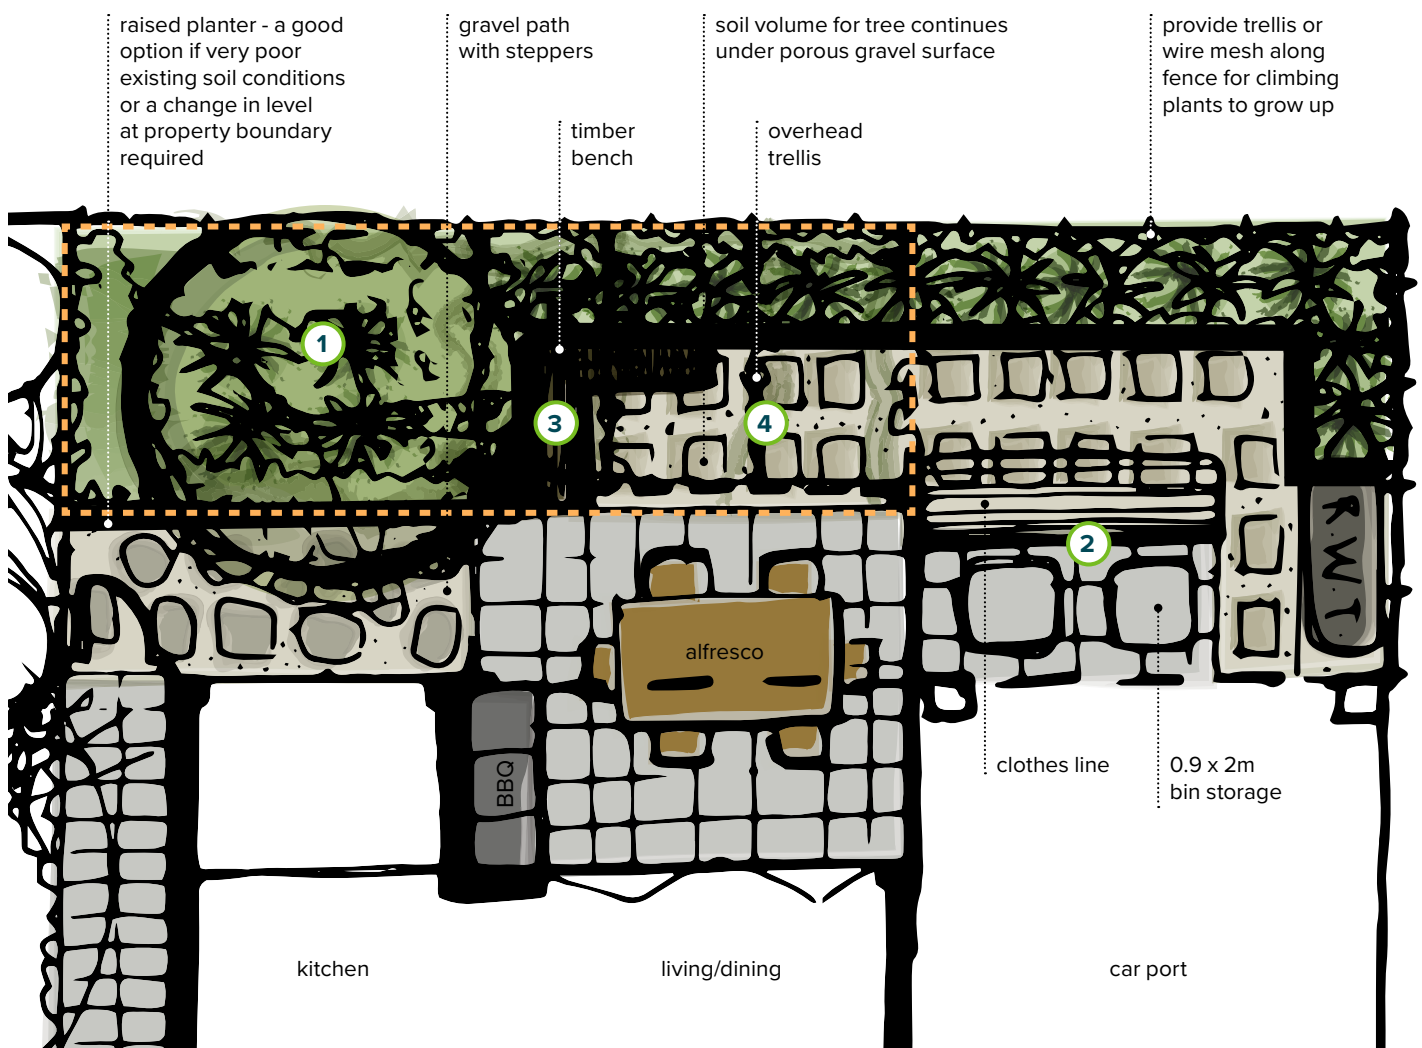 raised planter - a good
option if very poor
existing soil conditions
or a change in level
at property boundary
required
gravel path
with steppers
timber
bench
soil volume for tree continues
under porous gravel surface
overhead
trellis
provide trellis or
wire mesh along
fence for climbing
plants to grow up
1
3
4
2
R.W.T
alfresco
BBQ
clothes line
0.9 x 2m
bin storage
kitchen
living/dining
car port